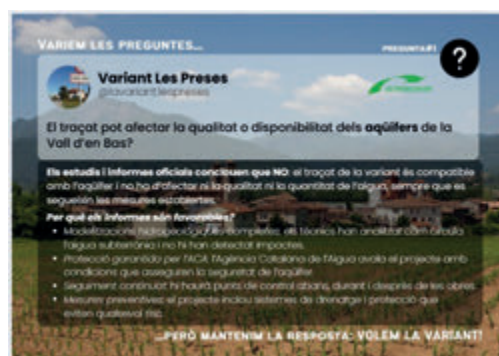 VARIEM LES PREGUNTES...
PREGUNTA#1
?
Variant Les Preses
@lavariant.lespreses
El traçat pot afectar la qualitat o disponibilitat dels aqüífers de la
Vall d'en Bas?
Els estudis i informes oficials conclouen que NO: el traçat de la variant és compatible
amb l'aqüífer i no ha d'afectar ni la qualitat ni la quantitat de l'aigua, sempre que es
segueixin les mesures establertes.
Per què els informes són favorables?
• Modelitzacions hidrogeològiques completes: els tècnics han analitzat com circula
l'aigua subterrània i no hi han detectat impactes.
• Protecció garantida per l'ACA: l'Agència Catalana de l'Aigua avala el projecte amb
condicions que asseguren la seguretat de l'aqüífer.
• Seguiment continuat: hi haurà punts de control abans, durant i després de les obres.
• Mesures preventives: el projecte inclou sistemes de drenatge i protecció que
eviten qualsevol risc.
...PERÒ MANTENIM LA RESPOSTA: VOLEM LA VARIANT!